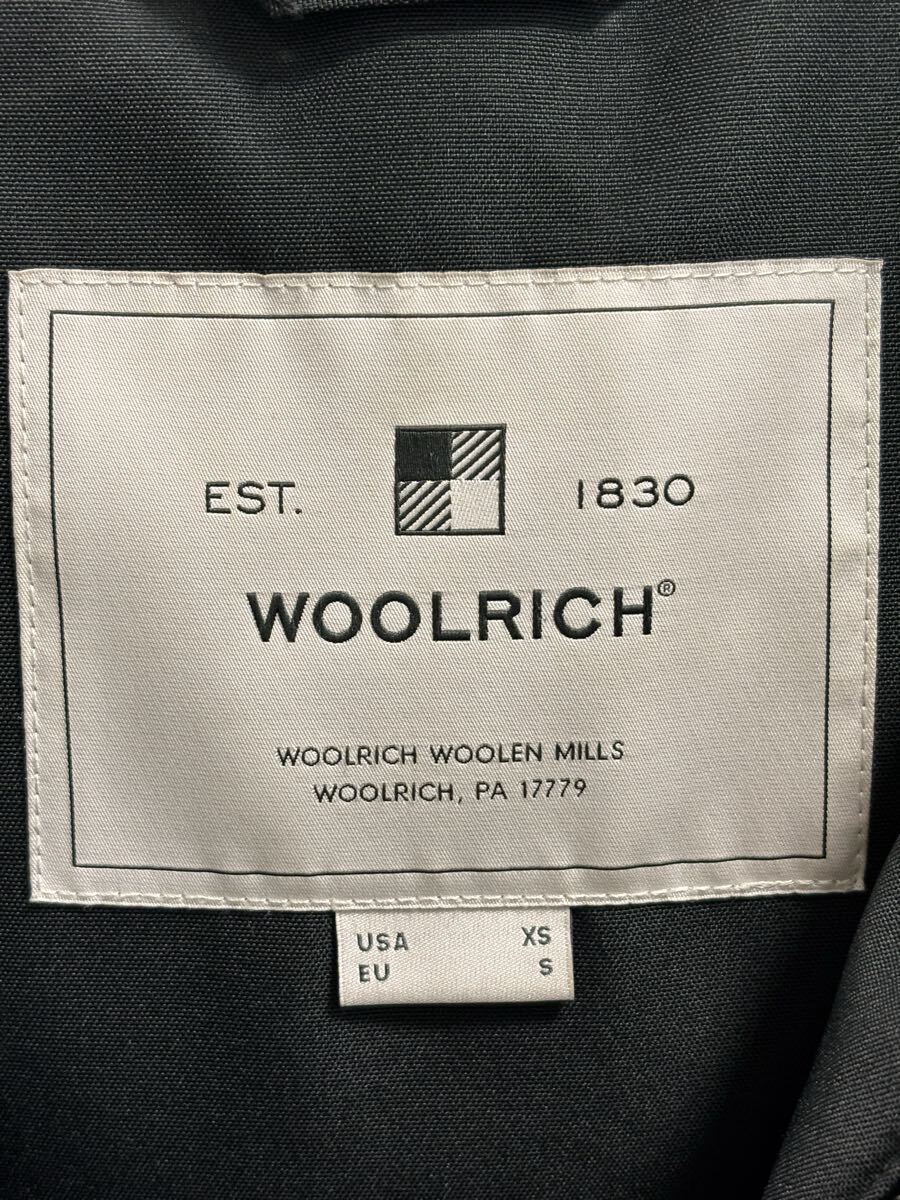 EST. 1830
WOOLRICH®
WOOLRICH WOOLEN MILLS
WOOLRICH, PA 17779
USA XS
EU S